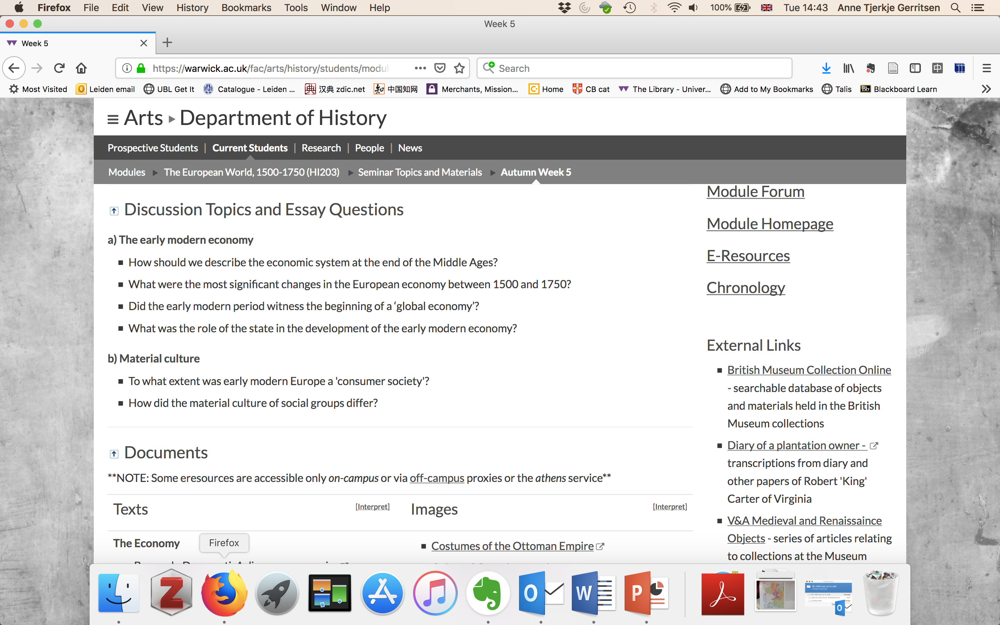 Firefox File Edit View History Bookmarks Tools Window Help 100% Tue 14:43 Anne Tjerkje Gerritsen
Week 5
Week 5
https://warwick.ac.uk/fac/arts/history/students/modul
Search
Most Visited Leiden email UBL Get It Catalogue - Leiden ... 汉典 zdic.net 中国知网 Merchants, Mission... Home CB cat The Library - Univer... Add to My Bookmarks Talis Bb Blackboard Learn
Arts Department of History
Prospective Students | Current Students | Research | People | News
Modules The European World, 1500-1750 (HI203) Seminar Topics and Materials Autumn Week 5
Discussion Topics and Essay Questions
a) The early modern economy
How should we describe the economic system at the end of the Middle Ages?
What were the most significant changes in the European economy between 1500 and 1750?
Did the early modern period witness the beginning of a ‘global economy’?
What was the role of the state in the development of the early modern economy?
b) Material culture
To what extent was early modern Europe a 'consumer society'?
How did the material culture of social groups differ?
Documents
**NOTE: Some eresources are accessible only on-campus or via off-campus proxies or the athens service**
Texts [Interpret]
Images [Interpret]
The Economy
Costumes of the Ottoman Empire
Module Forum
Module Homepage
E-Resources
Chronology
External Links
British Museum Collection Online
- searchable database of objects
and materials held in the British
Museum collections
Diary of a plantation owner -
transcriptions from diary and
other papers of Robert 'King'
Carter of Virginia
V&A Medieval and Renaissaince
Objects - series of articles relating
to collections at the Museum
Firefox